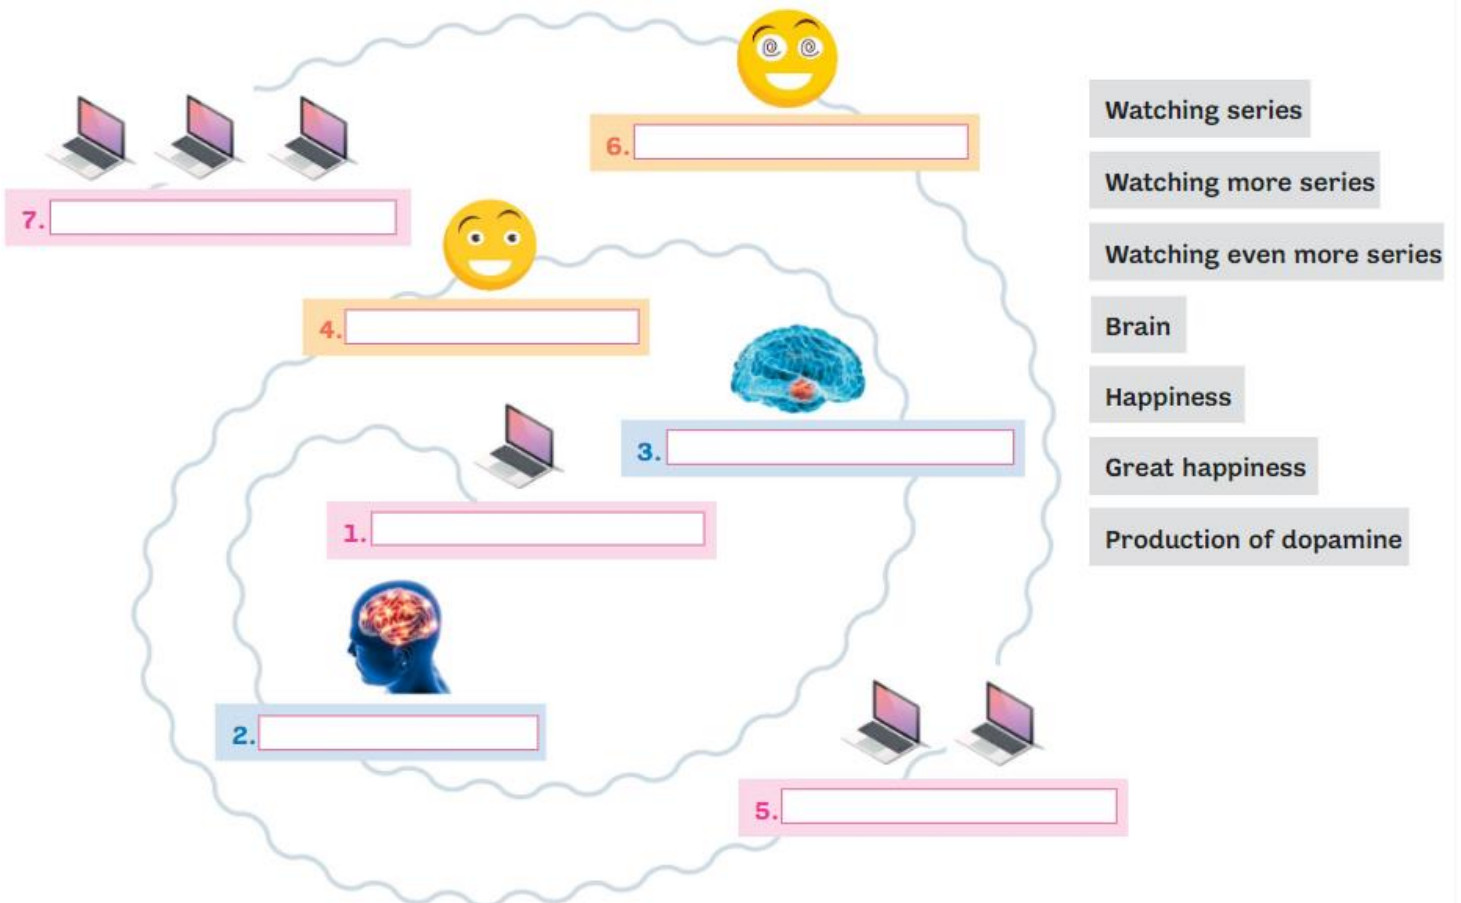 6.
7.
4.
3.
1.
2.
5.
Watching series
Watching more series
Watching even more series
Brain
Happiness
Great happiness
Production of dopamine